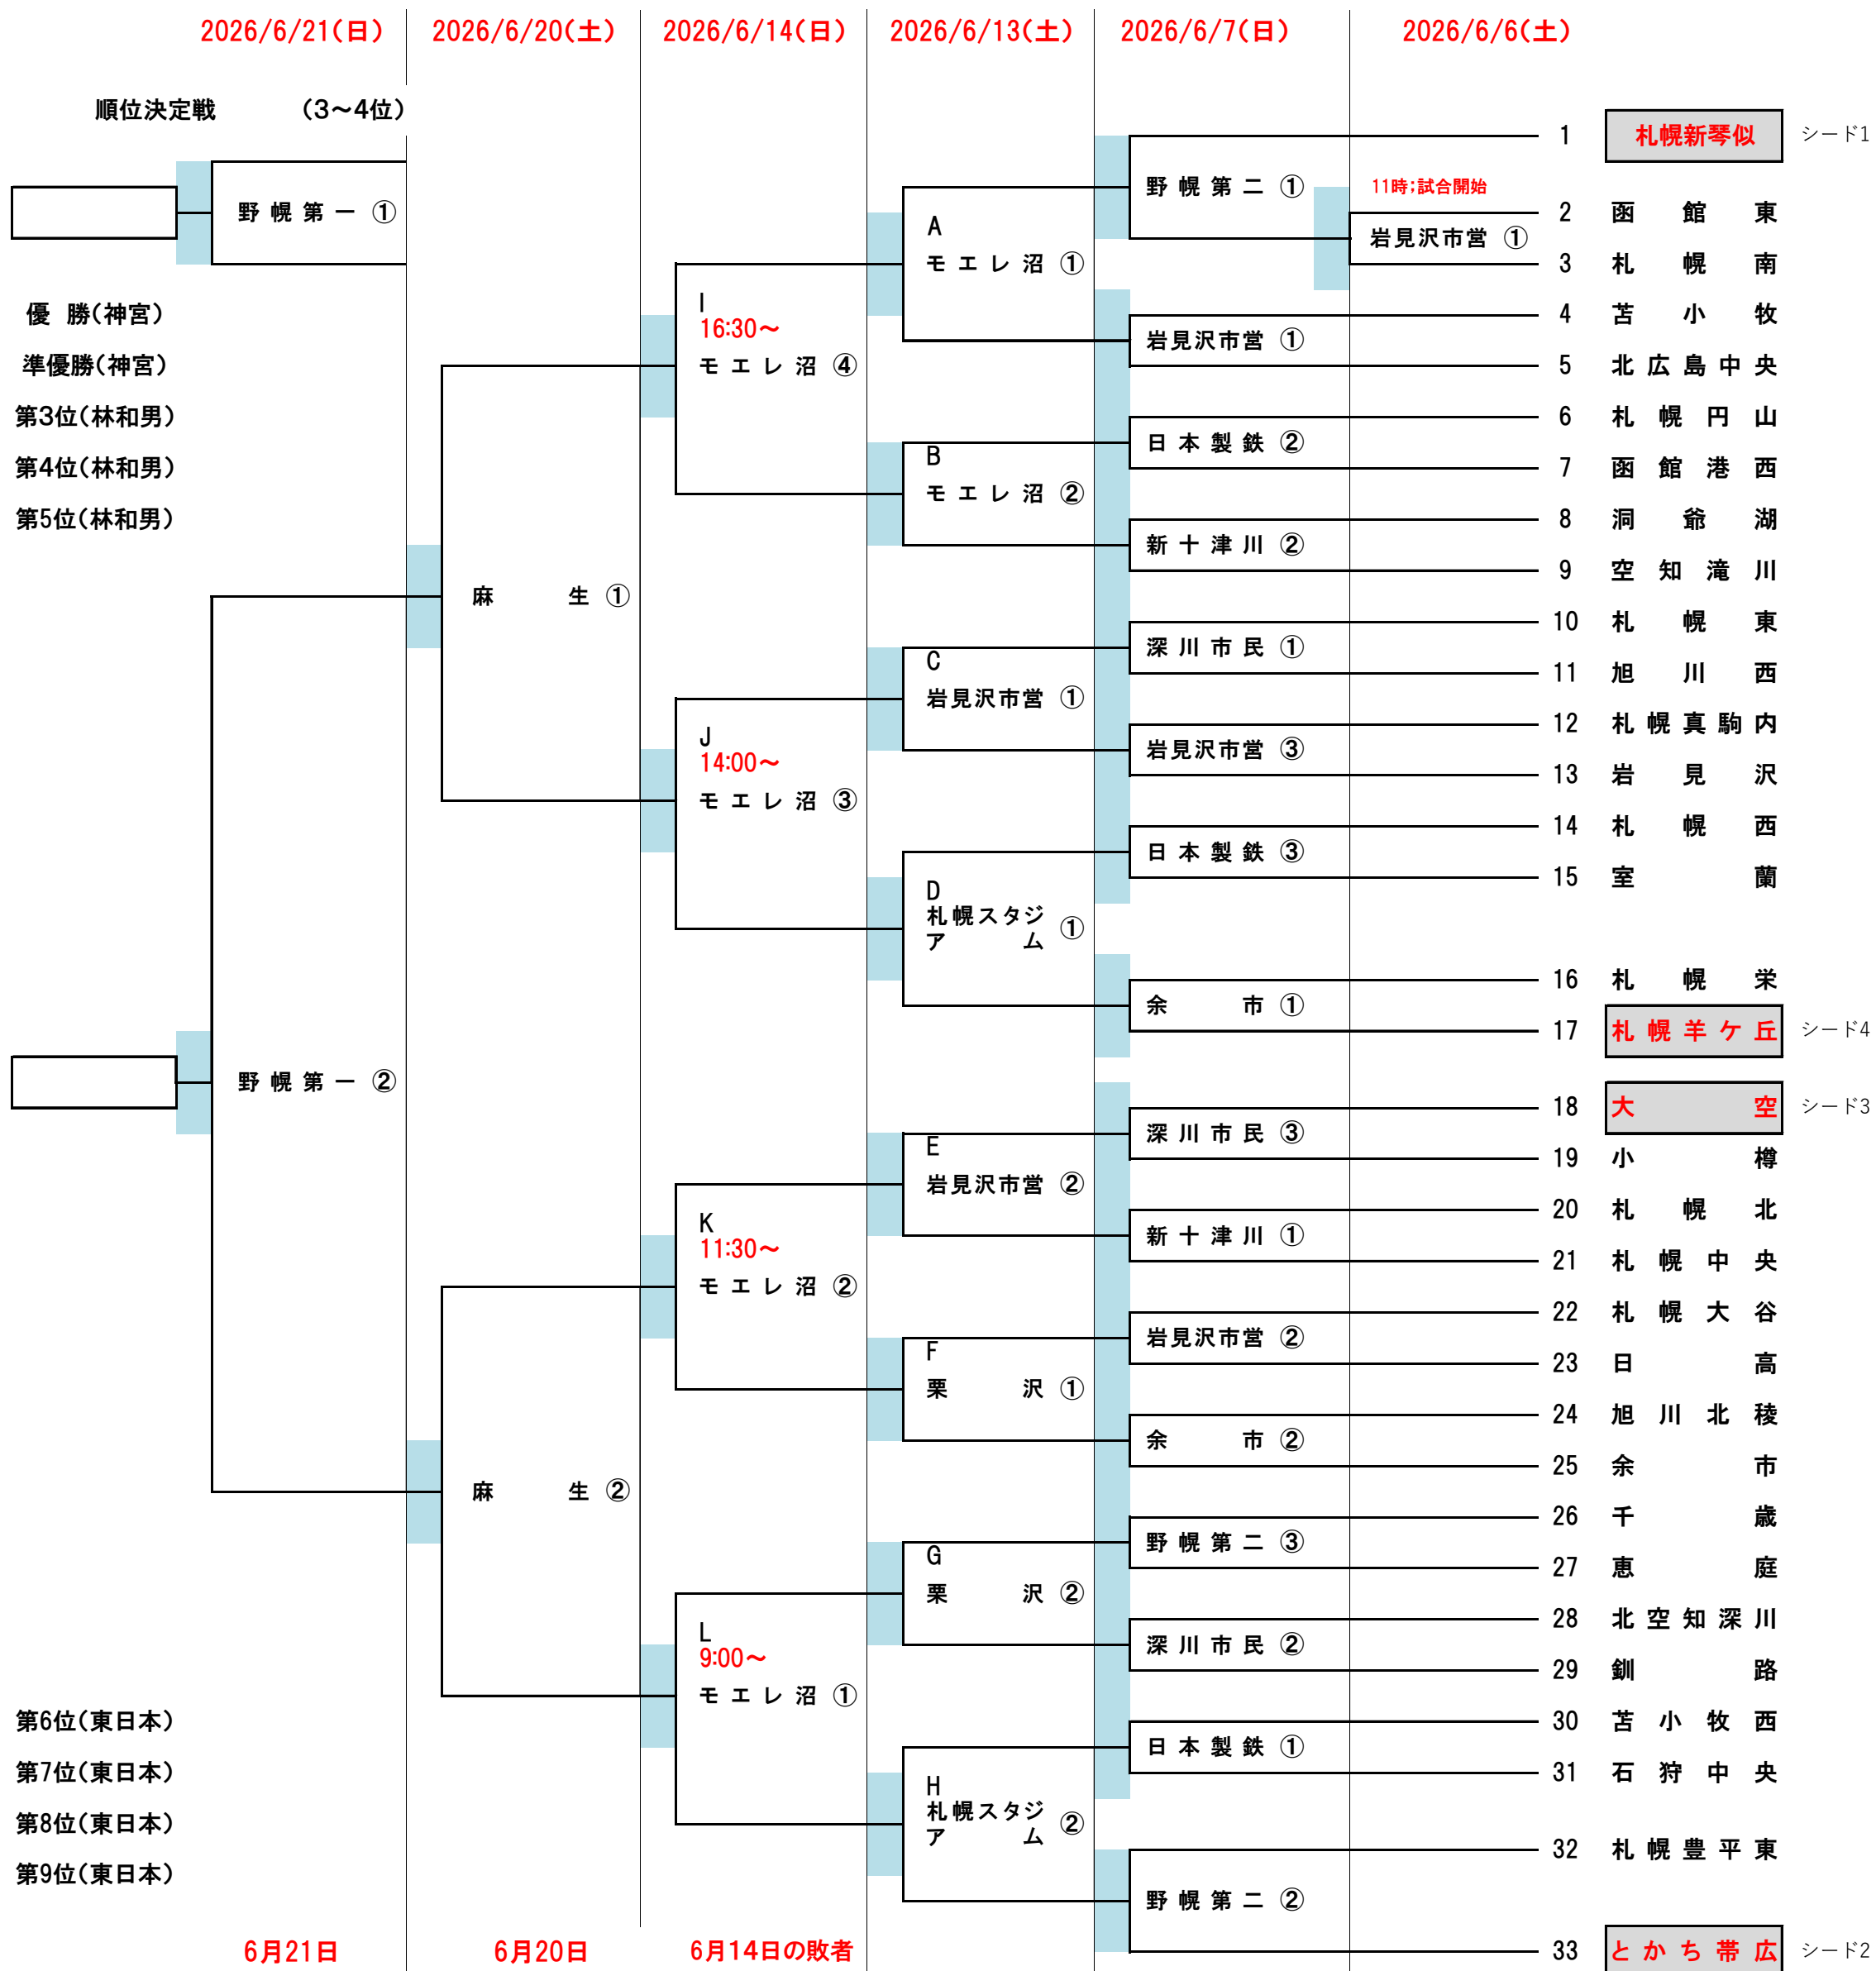 2026/6/21(日) 2026/6/20(土) 2026/6/14(日) 2026/6/13(土) 2026/6/7(日) 2026/6/6(土)
順位決定戦 (3～4位)
野幌第一 ①
優 勝(神宮)
準優勝(神宮)
第3位(林和男)
第4位(林和男)
第5位(林和男)
野幌第一 ②
第6位(東日本)
第7位(東日本)
第8位(東日本)
第9位(東日本)
6月21日
麻生 ①
麻生 ②
6月20日
I
16:30～
モエレ沼 ④
J
14:00～
モエレ沼 ③
K
11:30～
モエレ沼 ②
L
9:00～
モエレ沼 ①
6月14日の敗者
A
モエレ沼 ①
B
モエレ沼 ②
C
岩見沢市営 ①
D
札幌スタジ
アム ①
E
岩見沢市営 ②
F
栗沢 ①
G
栗沢 ②
H
札幌スタジ
アム ②
野幌第二 ①
岩見沢市営 ①
日本製鉄 ②
新十津川 ②
深川市民 ①
岩見沢市営 ③
日本製鉄 ③
余市 ①
深川市民 ③
新十津川 ①
岩見沢市営 ②
余市 ②
野幌第二 ③
深川市民 ②
日本製鉄 ①
野幌第二 ②
11時;試合開始
岩見沢市営 ①
1 札幌新琴似 シード1
2 函館東
3 札幌南
4 苫小牧
5 北広島中央
6 札幌円山
7 函館港西
8 洞爺湖
9 空知滝川
10 札幌東
11 旭川西
12 札幌真駒内
13 岩見沢
14 札幌西
15 室蘭
16 札幌栄
17 札幌羊ケ丘 シード4
18 大空 シード3
19 小樽
20 札幌北
21 札幌中央
22 札幌大谷
23 日高
24 旭川北稜
25 余市
26 千歳
27 恵庭
28 北空知深川
29 釧路
30 苫小牧西
31 石狩中央
32 札幌豊平東
33 とかち帯広 シード2